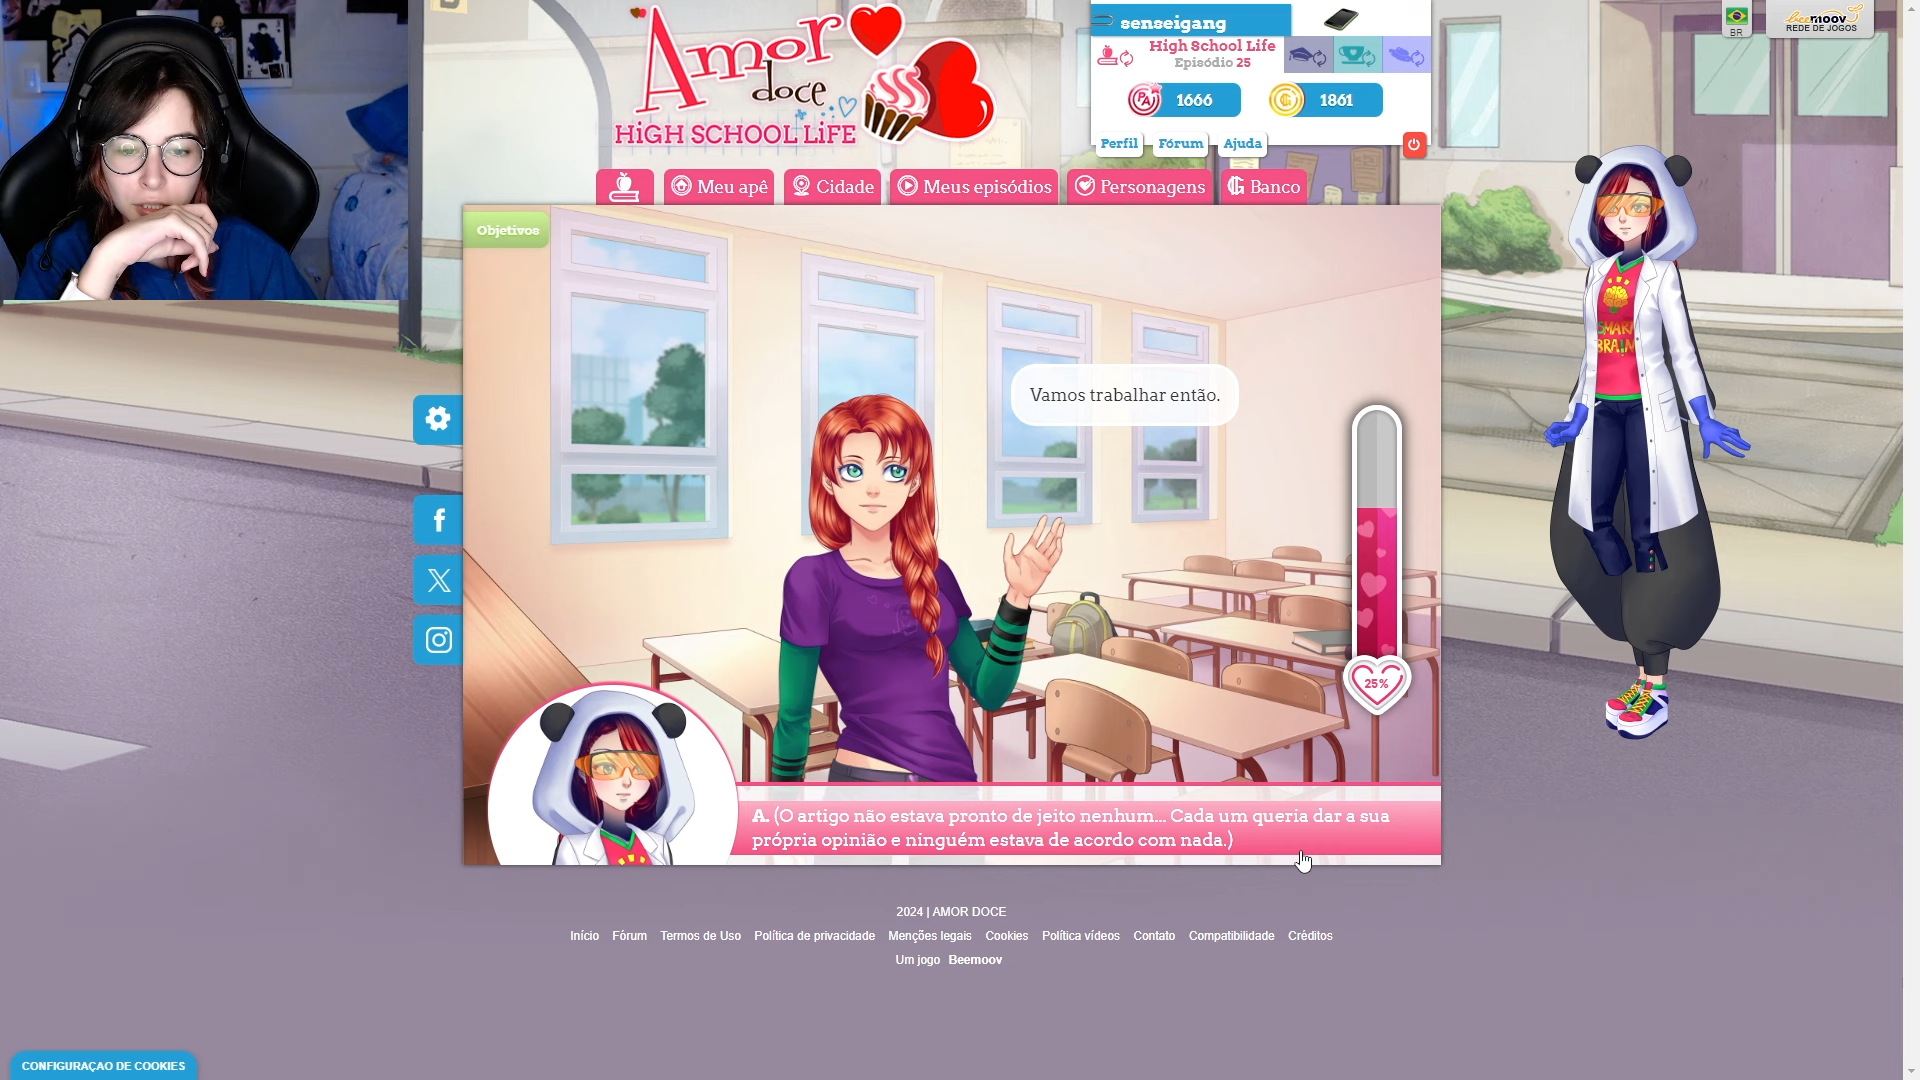 Amor
doce
HiGH SCHOOL LiFE
senseigang
High School Life
Episódio 25
1666
1861
Perfil
Fórum
Ajuda
BR
beemoov
REDE DE JOGOS
Meu apê
Cidade
Meus episódios
Personagens
Banco
Objetivos
Vamos trabalhar então.
SMART
BRAIN
25%
A. (O artigo não estava pronto de jeito nenhum... Cada um queria dar a sua
própria opinião e ninguém estava de acordo com nada.)
2024 | AMOR DOCE
Início Fórum Termos de Uso Política de privacidade Menções legais Cookies Política vídeos Contato Compatibilidade Créditos
Um jogo Beemoov
CONFIGURAÇAO DE COOKIES